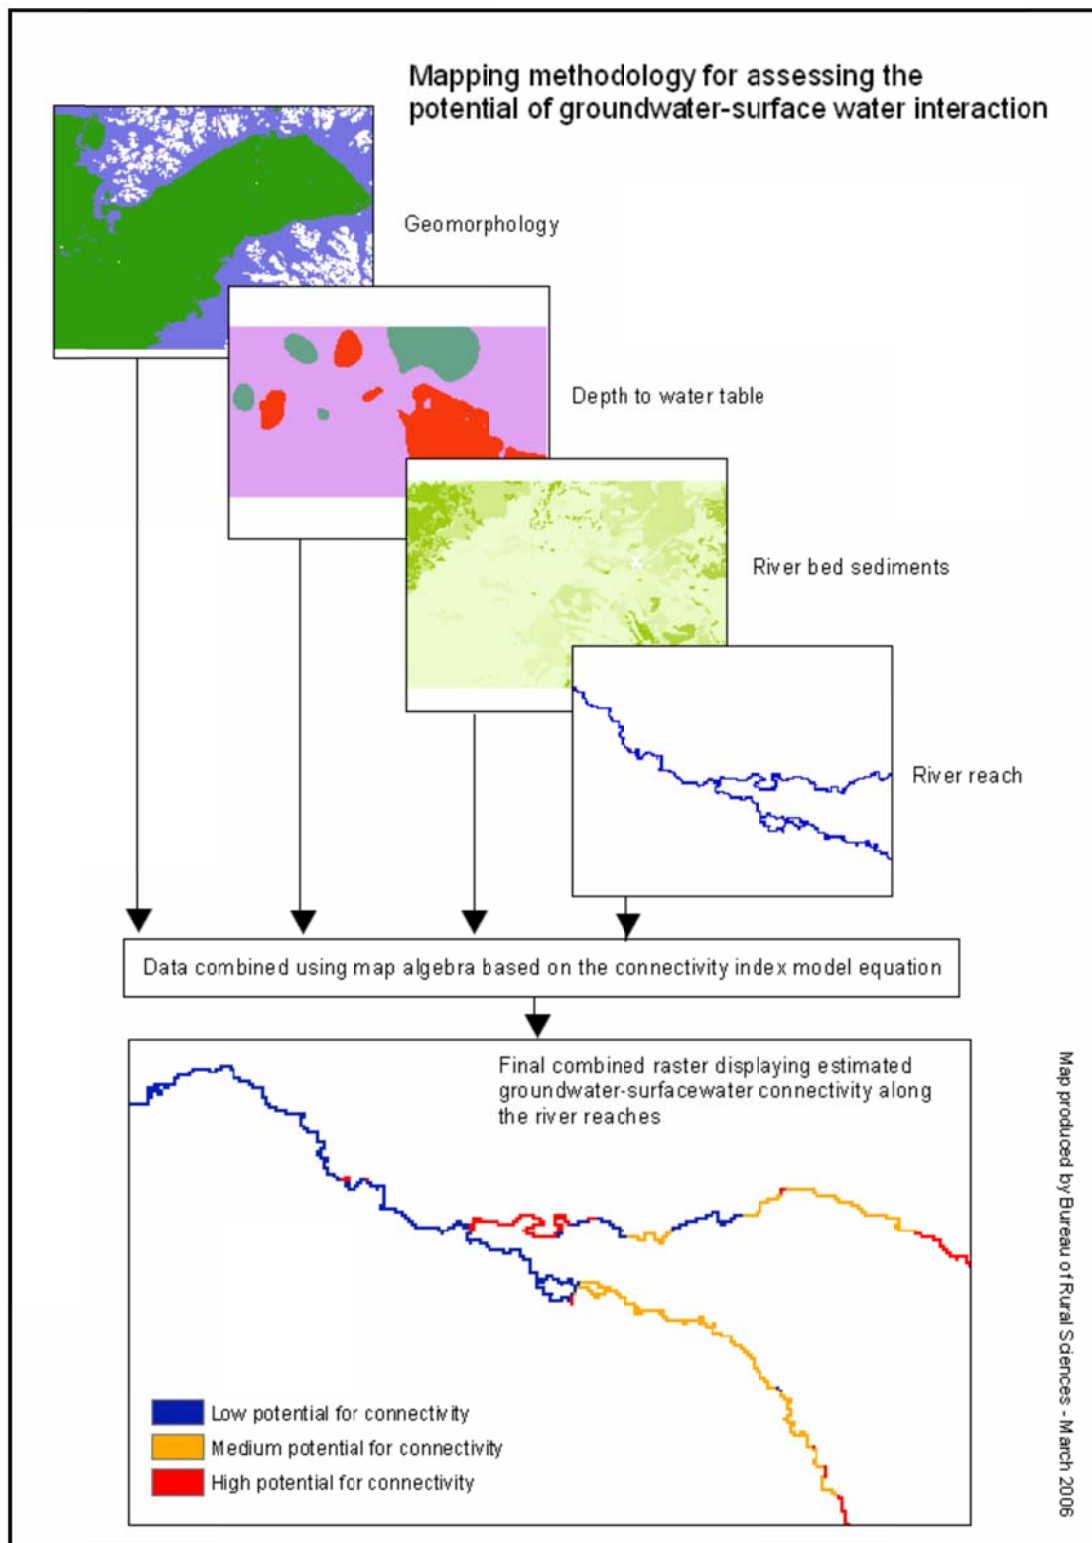 Mapping methodology for assessing the
potential of groundwater-surface water interaction
Geomorphology
Depth to water table
River bed sediments
River reach
Data combined using map algebra based on the connectivity index model equation
Final combined raster displaying estimated
groundwater-surfacewater connectivity along
the river reaches
Low potential for connectivity
Medium potential for connectivity
High potential for connectivity
Map produced by Bureau of Rural Sciences - March 2006